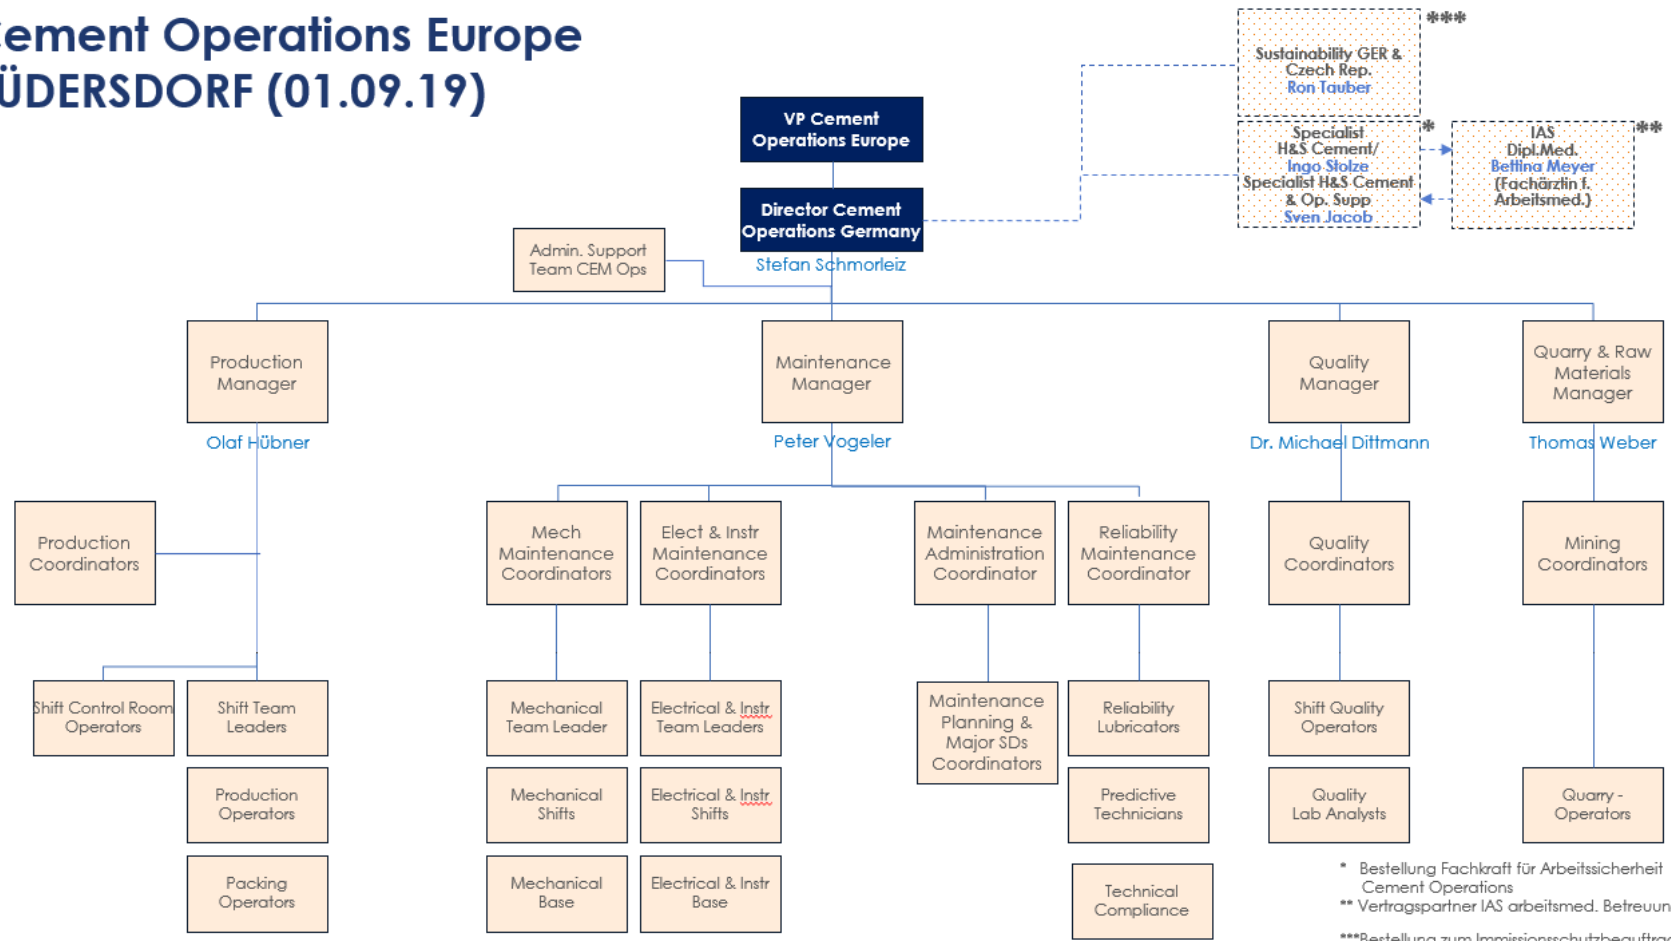 Cement Operations Europe
ÜDERSDORF (01.09.19)
***
Sustainability GER &
Czech Rep.
Ron Tauber
VP Cement
Operations Europe
*
Specialist
H&S Cement/
Ingo Stolze
Specialist H&S Cement
& Op. Supp
Sven Jacob
**
IAS
Dipl.Med.
Bettina Meyer
(Fachärztin f.
Arbeitsmed.)
Director Cement
Operations Germany
Stefan Schmorleiz
Admin. Support
Team CEM Ops
Production
Manager
Olaf Hübner
Maintenance
Manager
Peter Vogeler
Quality
Manager
Dr. Michael Dittmann
Quarry & Raw
Materials
Manager
Thomas Weber
Production
Coordinators
Mech
Maintenance
Coordinators
Elect & Instr
Maintenance
Coordinators
Maintenance
Administration
Coordinator
Reliability
Maintenance
Coordinator
Quality
Coordinators
Mining
Coordinators
Shift Control Room
Operators
Shift Team
Leaders
Mechanical
Team Leader
Electrical & Instr
Team Leaders
Maintenance
Planning &
Major SDs
Coordinators
Reliability
Lubricators
Shift Quality
Operators
Production
Operators
Mechanical
Shifts
Electrical & Instr
Shifts
Predictive
Technicians
Quality
Lab Analysts
Quarry -
Operators
Packing
Operators
Mechanical
Base
Electrical & Instr
Base
Technical
Compliance
* Bestellung Fachkraft für Arbeitssicherheit
Cement Operations
** Vertragspartner IAS arbeitsmed. Betreuun
***Bestellung zum Immissionsschutzbeauftrag